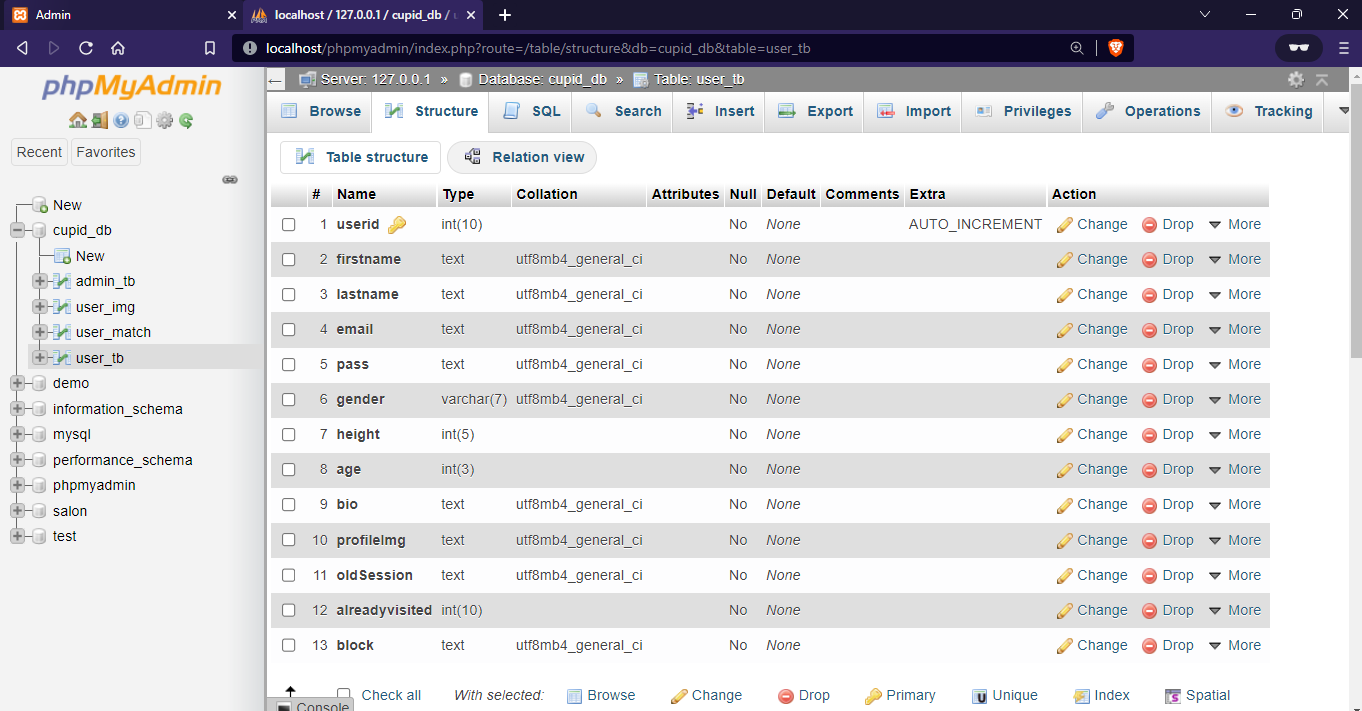 Admin
localhost / 127.0.0.1 / cupid_db /
localhost/phpmyadmin/index.php?route=/table/structure&db=cupid_db&table=user_tb
phpMyAdmin
Recent Favorites
New
cupid_db
New
admin_tb
user_img
user_match
user_tb
demo
information_schema
mysql
performance_schema
phpmyadmin
salon
test
Server: 127.0.0.1 » Database: cupid_db » Table: user_tb
Browse Structure SQL Search Insert Export Import Privileges Operations Tracking
Table structure Relation view
# Name Type Collation Attributes Null Default Comments Extra Action
1 userid int(10) No None AUTO_INCREMENT Change Drop More
2 firstname text utf8mb4_general_ci No None Change Drop More
3 lastname text utf8mb4_general_ci No None Change Drop More
4 email text utf8mb4_general_ci No None Change Drop More
5 pass text utf8mb4_general_ci No None Change Drop More
6 gender varchar(7) utf8mb4_general_ci No None Change Drop More
7 height int(5) No None Change Drop More
8 age int(3) No None Change Drop More
9 bio text utf8mb4_general_ci No None Change Drop More
10 profileImg text utf8mb4_general_ci No None Change Drop More
11 oldSession text utf8mb4_general_ci No None Change Drop More
12 alreadyvisited int(10) No None Change Drop More
13 block text utf8mb4_general_ci No None Change Drop More
Check all With selected: Browse Change Drop Primary Unique Index Spatial
Console